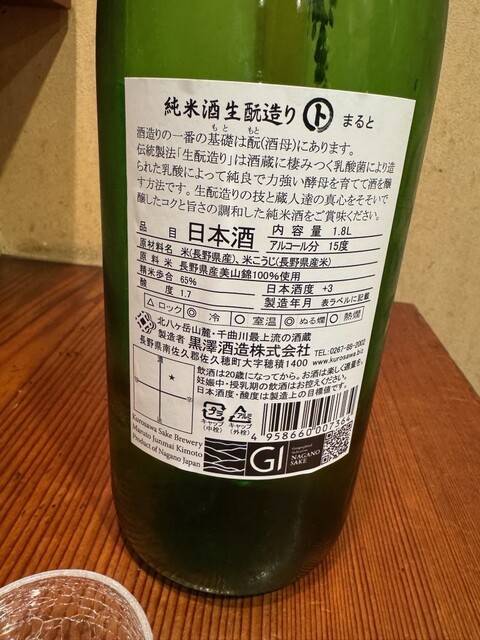 純米酒生酛造り ト まると
酒造りの一番の基礎は酛(酒母)にあります。
もと もと
伝統製法「生酛造り」は酒蔵に棲みつく乳酸菌により造
られた乳酸によって純良で力強い酵母を育てて酒を醸
す方法です。生酛造りの技と蔵人達の真心をそそいで
醸したコクと旨さの調和した純米酒をご賞味ください。
品目 日本酒 内容量 1.8L
アルコール分 15度
原材料名 米(長野県産)、米こうじ(長野県産米)
原料米 長野県産美山錦100%使用
精米歩合 65% 日本酒度 +3
酸度 1.7 製造年月 表ラベルに記載
△ロック ◎冷 ○室温 ◎ぬる燗 ○熱燗
北八ヶ岳山麓・千曲川最上流の酒蔵
製造者 黒澤酒造株式会社 TEL:0267-88-2002
長野県南佐久郡佐久穂町大字穂積1400 www.kurosawa.biz
飲酒は20歳になってから。お酒は楽しく適量を。
妊娠中・授乳期の飲酒はお控えください。
日本酒度・酸度は製造上の目標値です。
プラ アルミ
キャップ(中栓) キャップ(外栓)
Kurosawa Sake Brewery
Maruto Junmai Kimoto
Product of Nagano Japan
GI
NAGANO
SAKE